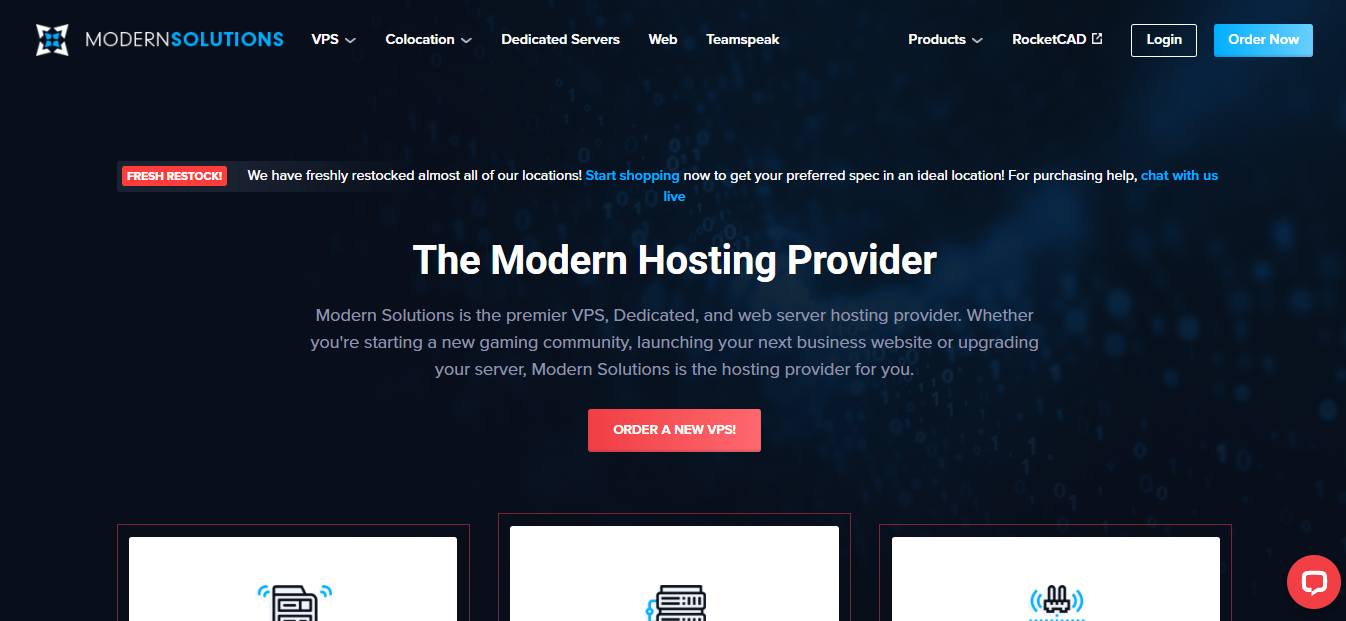 MODERNSOLUTIONS VPS Colocation Dedicated Servers Web Teamspeak Products RocketCAD Login Order Now
FRESH RESTOCK! We have freshly restocked almost all of our locations! Start shopping now to get your preferred spec in an ideal location! For purchasing help, chat with us
live
The Modern Hosting Provider
Modern Solutions is the premier VPS, Dedicated, and web server hosting provider. Whether
you're starting a new gaming community, launching your next business website or upgrading
your server, Modern Solutions is the hosting provider for you.
ORDER A NEW VPS!